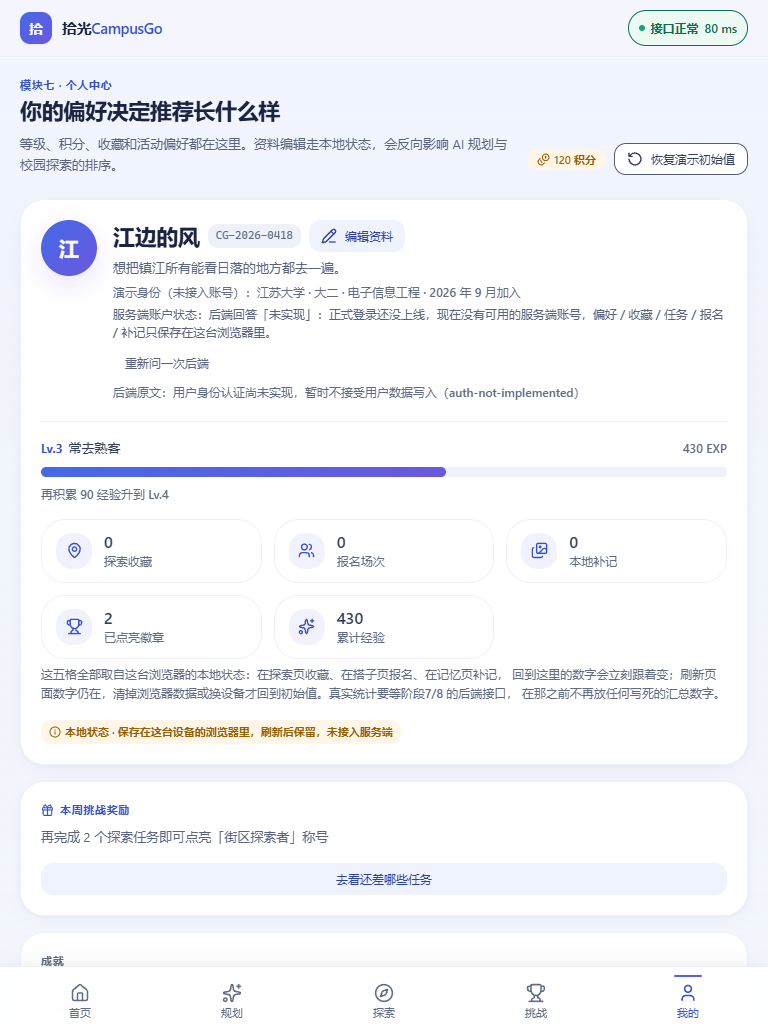 拾 拾光CampusGo
接口正常 80 ms
模块七 · 个人中心
你的偏好决定推荐长什么样
等级、积分、收藏和活动偏好都在这里。资料编辑走本地状态，会反向影响 AI 规划与
校园探索的排序。
120 积分
恢复演示初始值
江
江边的风 CG-2026-0418 编辑资料
想把镇江所有能看日落的地方都去一遍。
演示身份（未接入账号）：江苏大学 · 大二 · 电子信息工程 · 2026 年 9 月加入
服务端账户状态：后端回答「未实现」：正式登录还没上线，现在没有可用的服务端账号，偏好 / 收藏 / 任务 / 报名
/ 补记只保存在这台浏览器里。
重新问一次后端
后端原文：用户身份认证尚未实现，暂时不接受用户数据写入（auth-not-implemented）
Lv.3 常去熟客
430 EXP
再积累 90 经验升到 Lv.4
0
探索收藏
0
报名场次
0
本地补记
2
已点亮徽章
430
累计经验
这五格全部取自这台浏览器的本地状态：在探索页收藏、在搭子页报名、在记忆页补记， 回到这里的数字会立刻跟着变；刷新页
面数字仍在，清掉浏览器数据或换设备才回到初始值。真实统计要等阶段7/8 的后端接口， 在那之前不再放任何写死的汇总数字。
本地状态 · 保存在这台设备的浏览器里，刷新后保留，未接入服务端
本周挑战奖励
再完成 2 个探索任务即可点亮「街区探索者」称号
去看还差哪些任务
成就
首页
规划
探索
挑战
我的